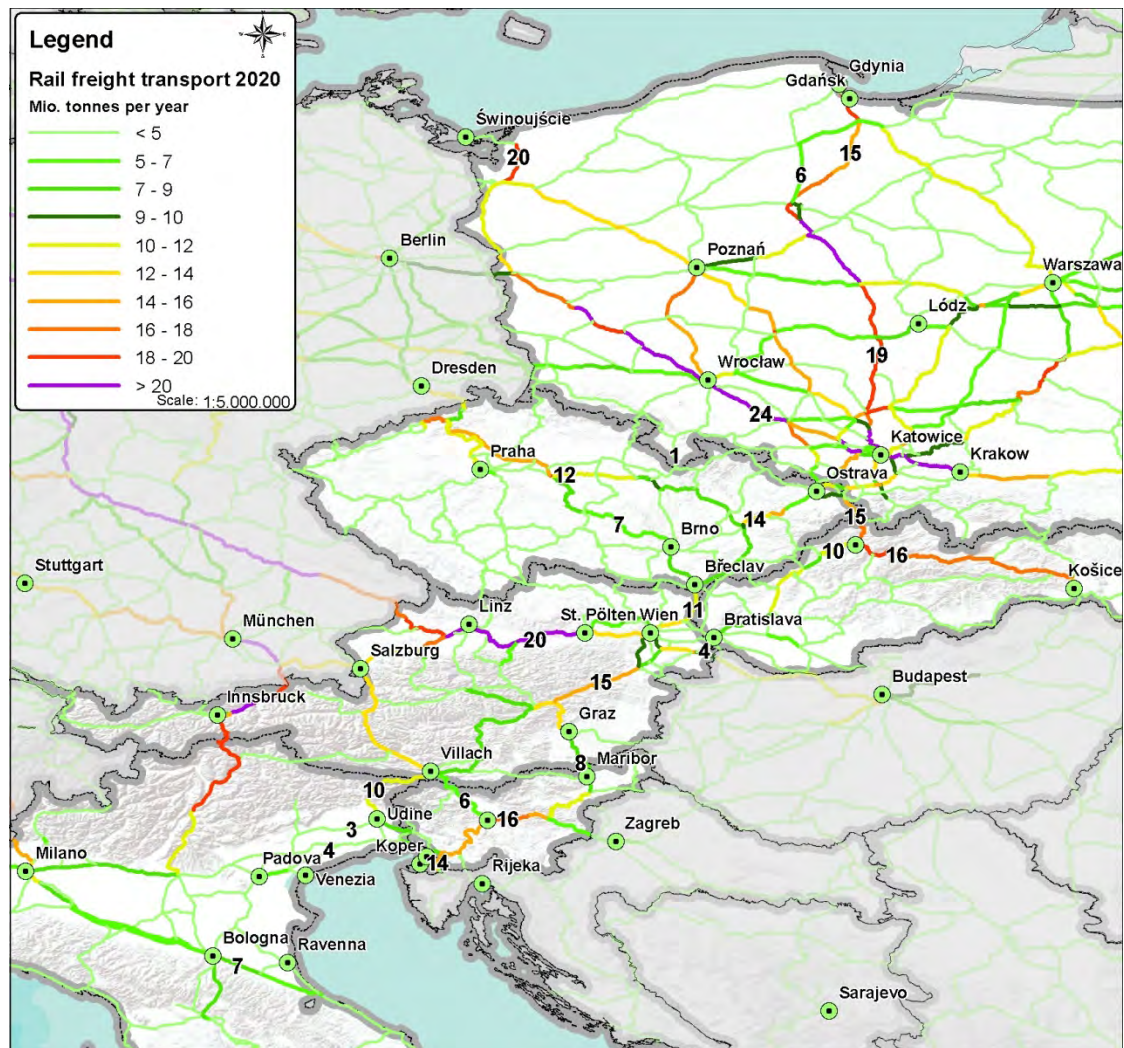 Legend
Rail freight transport 2020
Mio. tonnes per year
< 5
5 - 7
7 - 9
9 - 10
10 - 12
12 - 14
14 - 16
16 - 18
18 - 20
> 20
Scale: 1:5.000.000
Gdynia
Gdańsk
Świnoujście
20
15
6
Berlin
Poznań
Warszawa
Lódz
19
Dresden
Wrocław
24
Katowice
Krakow
1
Praha
12
Ostrava
14
15
7
Brno
10
16
Stuttgart
Břeclav
Košice
11
Linz
St. Pölten
Wien
Bratislava
München
20
4
Salzburg
15
Budapest
Innsbruck
Graz
Villach
8
Maribor
10
6
Udine
3
16
Zagreb
Milano
4
Koper
14
Padova
Venezia
Rijeka
Bologna
7
Ravenna
Sarajevo